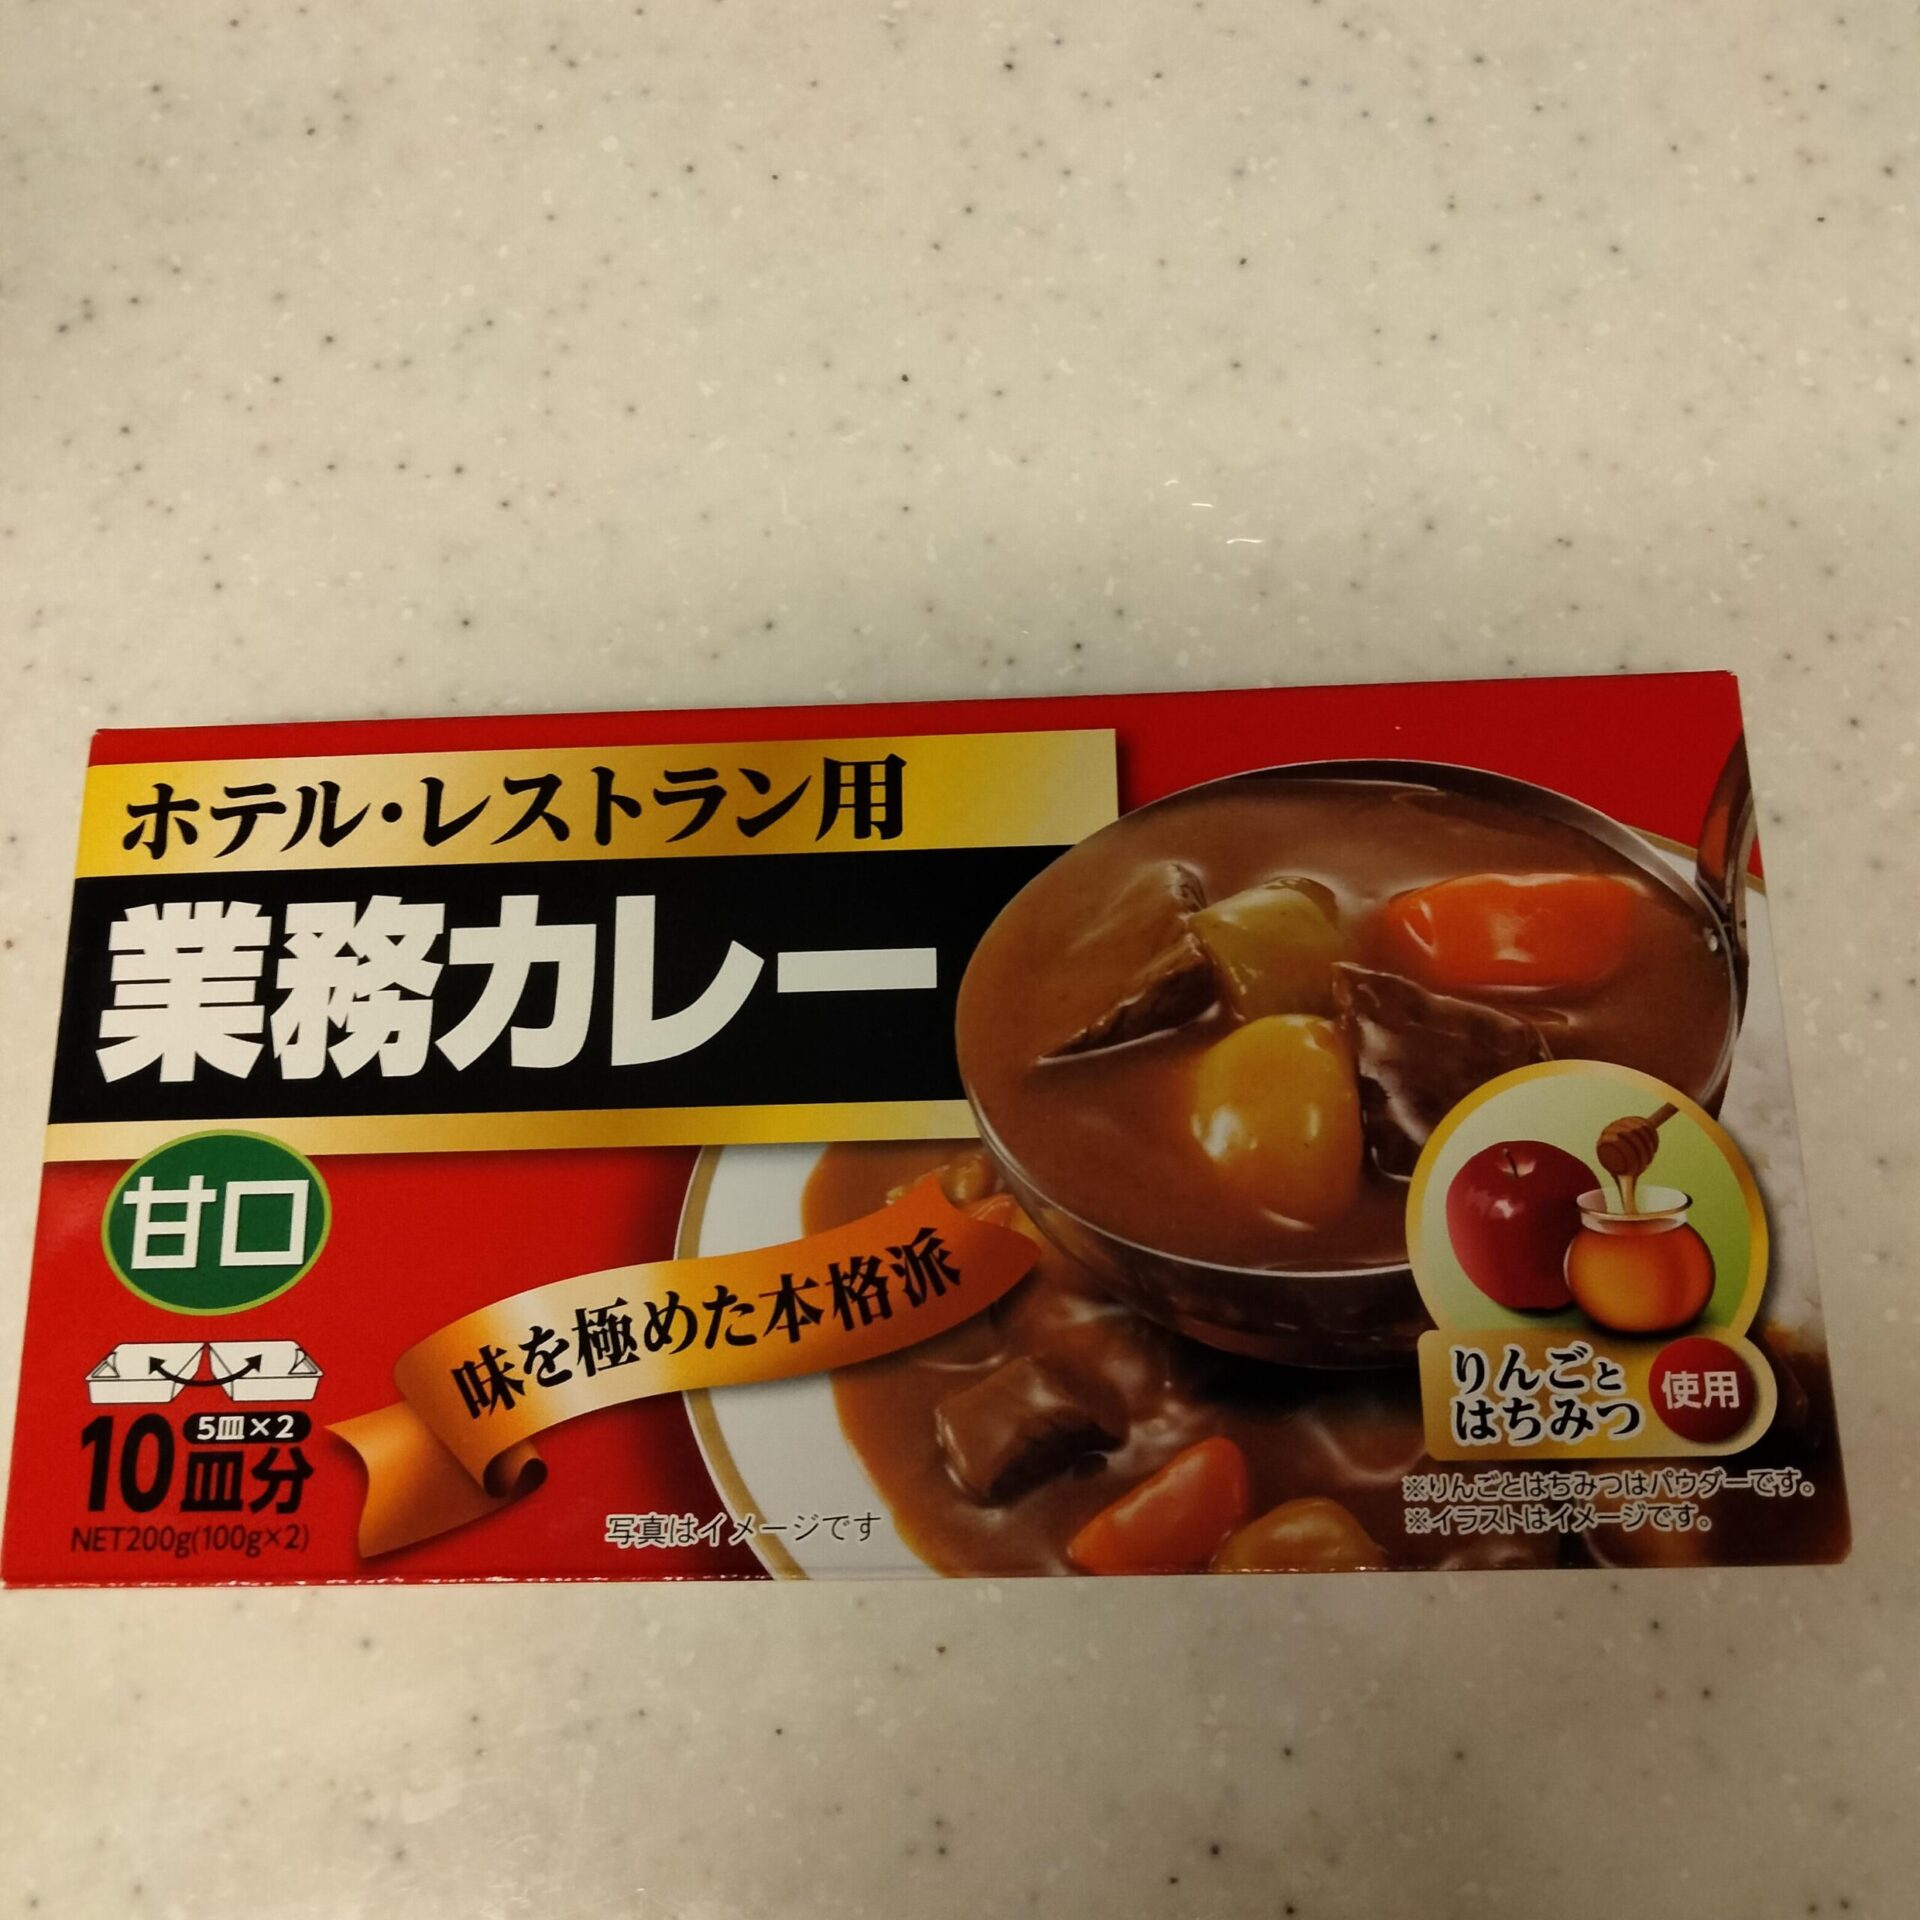 ホテル・レストラン用
業務カレー
甘口
味を極めた本格派
5皿×2
10皿分
NET200g(100g×2)
写真はイメージです
りんごと
はちみつ
使用
※りんごとはちみつはパウダーです。
※イラストはイメージです。